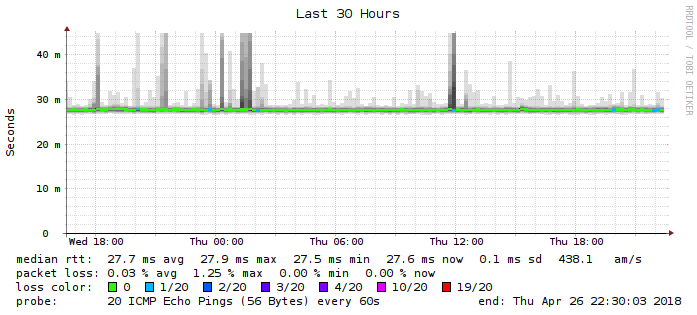 Last 30 Hours
RRDTOOL / TOBI OETIKER
Seconds
40 m
30 m
20 m
10 m
0
Wed 18:00 Thu 00:00 Thu 06:00 Thu 12:00 Thu 18:00
median rtt: 27.7 ms avg 27.9 ms max 27.5 ms min 27.6 ms now 0.1 ms sd 438.1 am/s
packet loss: 0.03 % avg 1.25 % max 0.00 % min 0.00 % now
loss color: 0 1/20 2/20 3/20 4/20 10/20 19/20
probe: 20 ICMP Echo Pings (56 Bytes) every 60s end: Thu Apr 26 22:30:03 2018